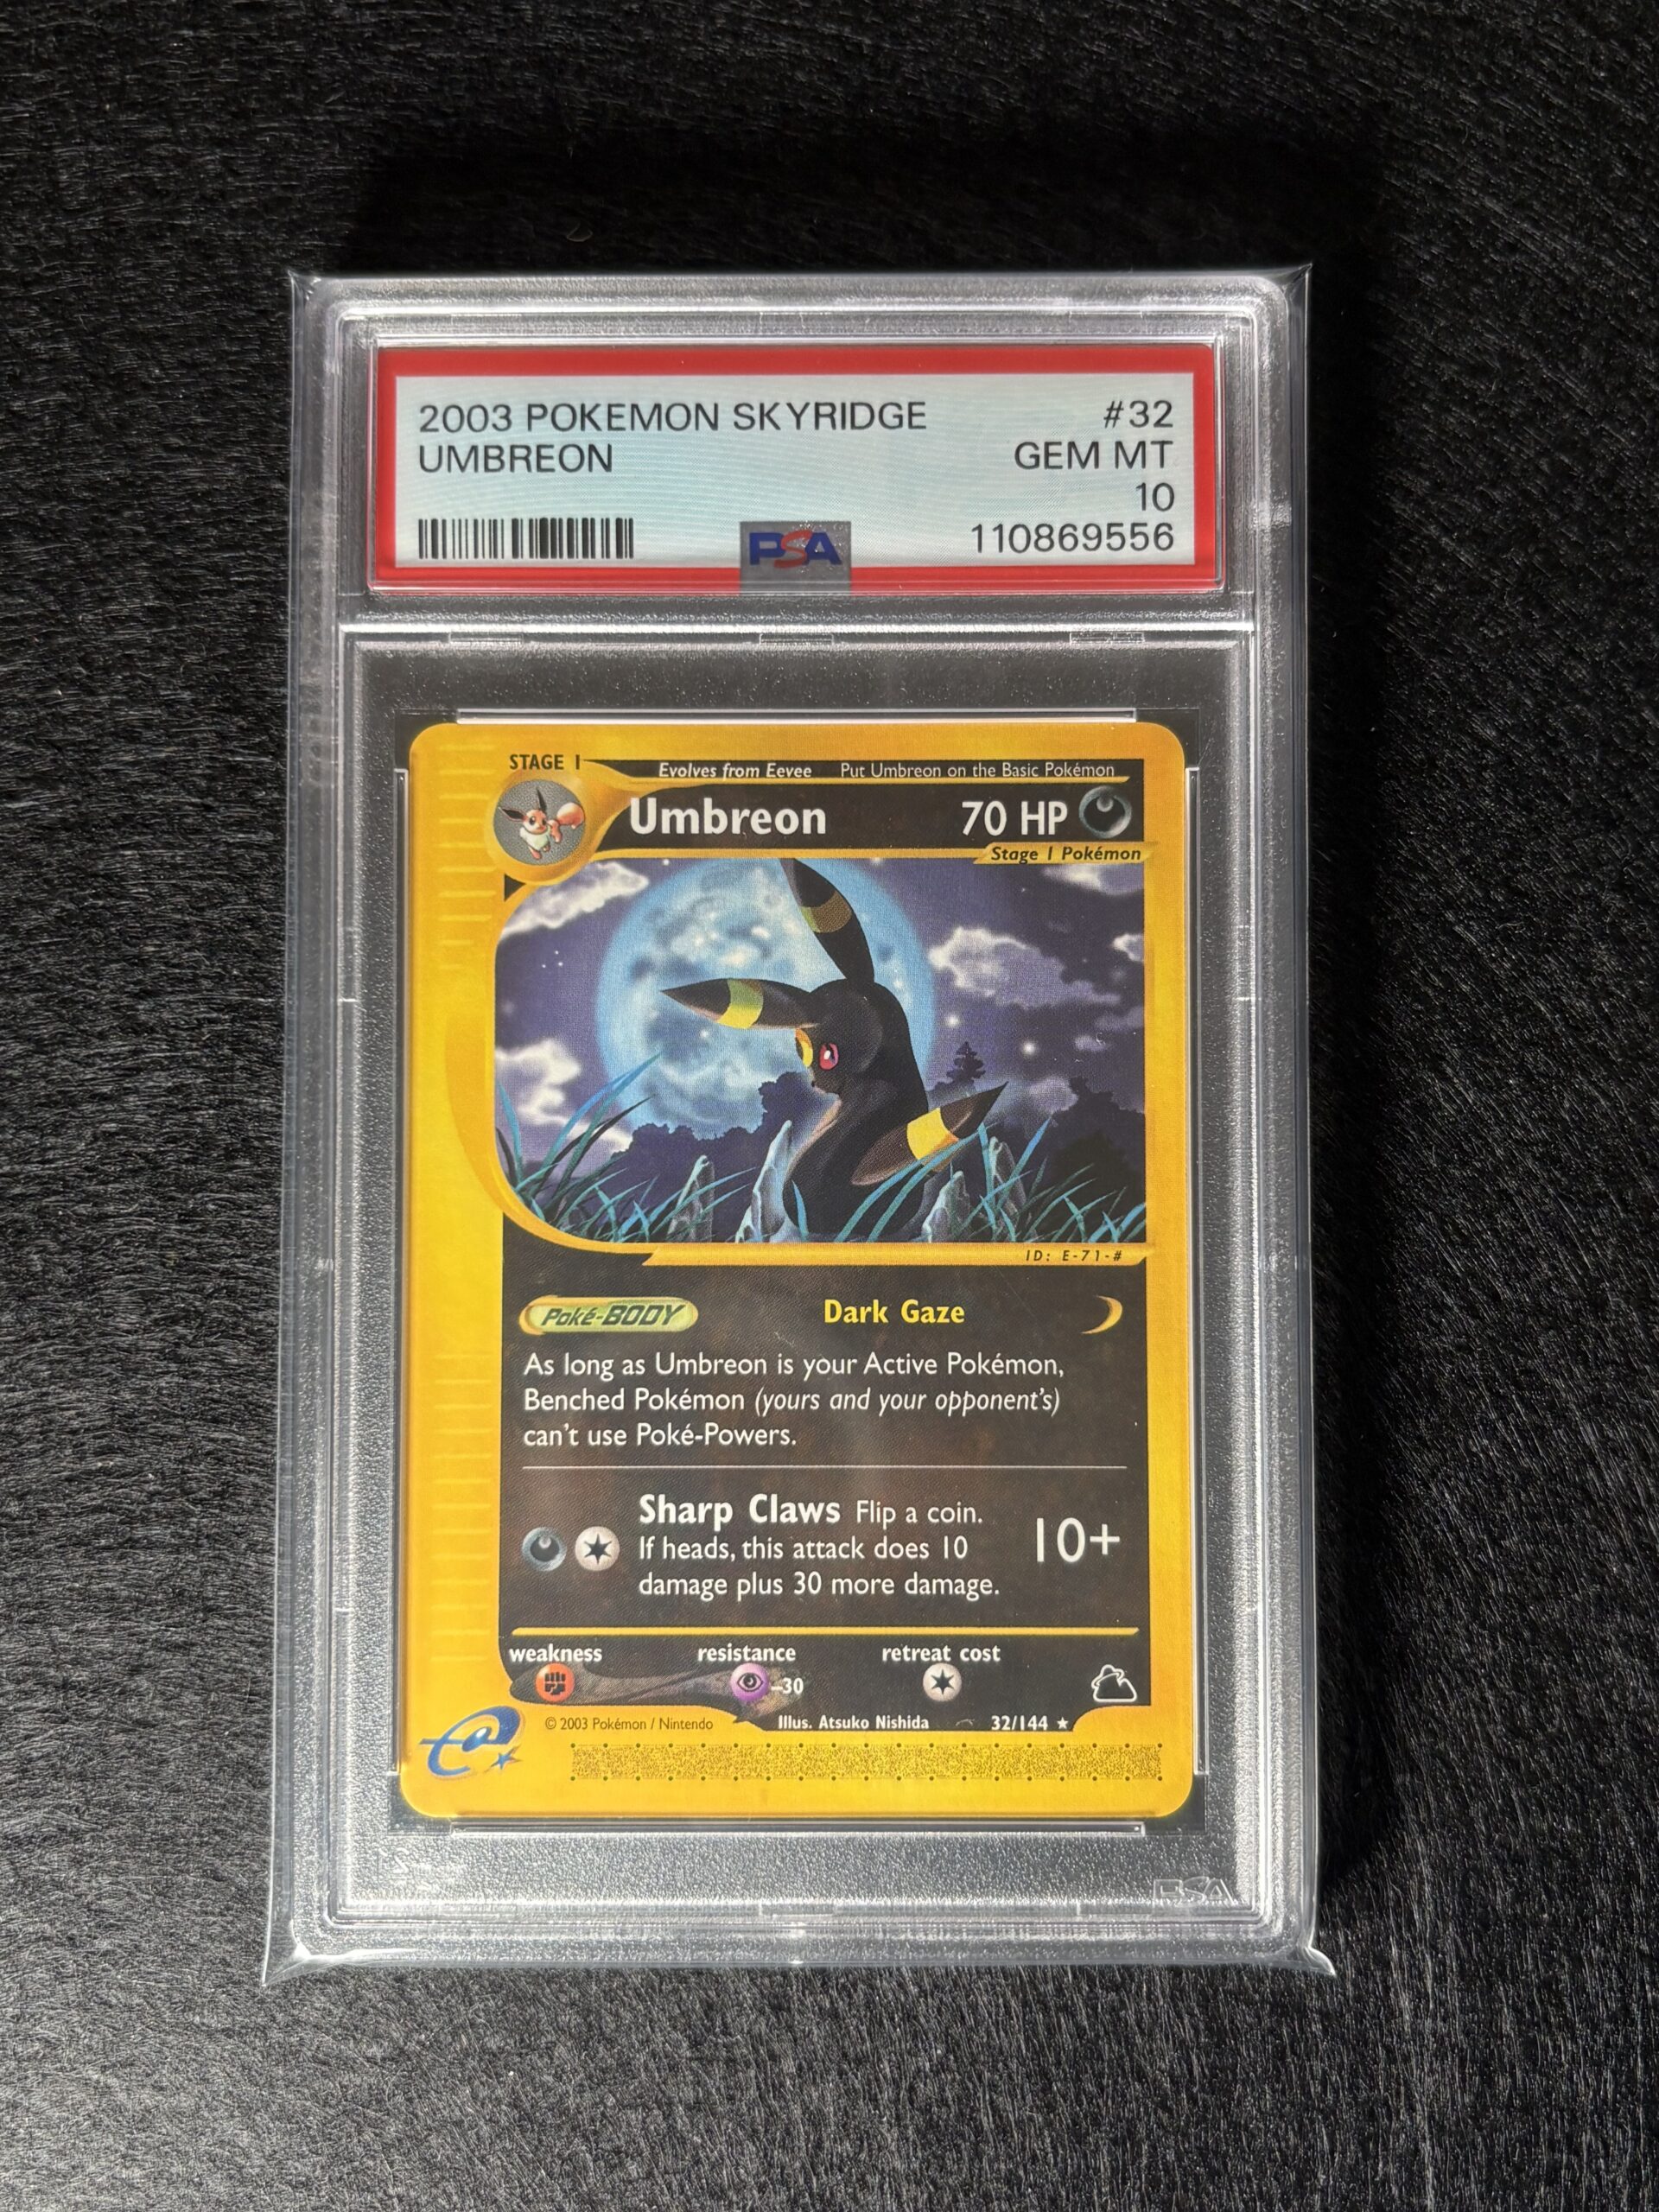 2003 POKEMON SKYRIDGE #32
UMBREON GEM MT
10
PSA 110869556
STAGE 1
Evolves from Eevee Put Umbreon on the Basic Pokémon
Umbreon 70 HP
Stage 1 Pokémon
ID: E-71-#
Poké-BODY Dark Gaze
As long as Umbreon is your Active Pokémon,
Benched Pokémon (yours and your opponent's)
can't use Poké-Powers.
Sharp Claws Flip a coin.
If heads, this attack does 10
damage plus 30 more damage.
10+
weakness resistance retreat cost
-30
© 2003 Pokémon / Nintendo Illus. Atsuko Nishida 32/144 ★
e
PSA